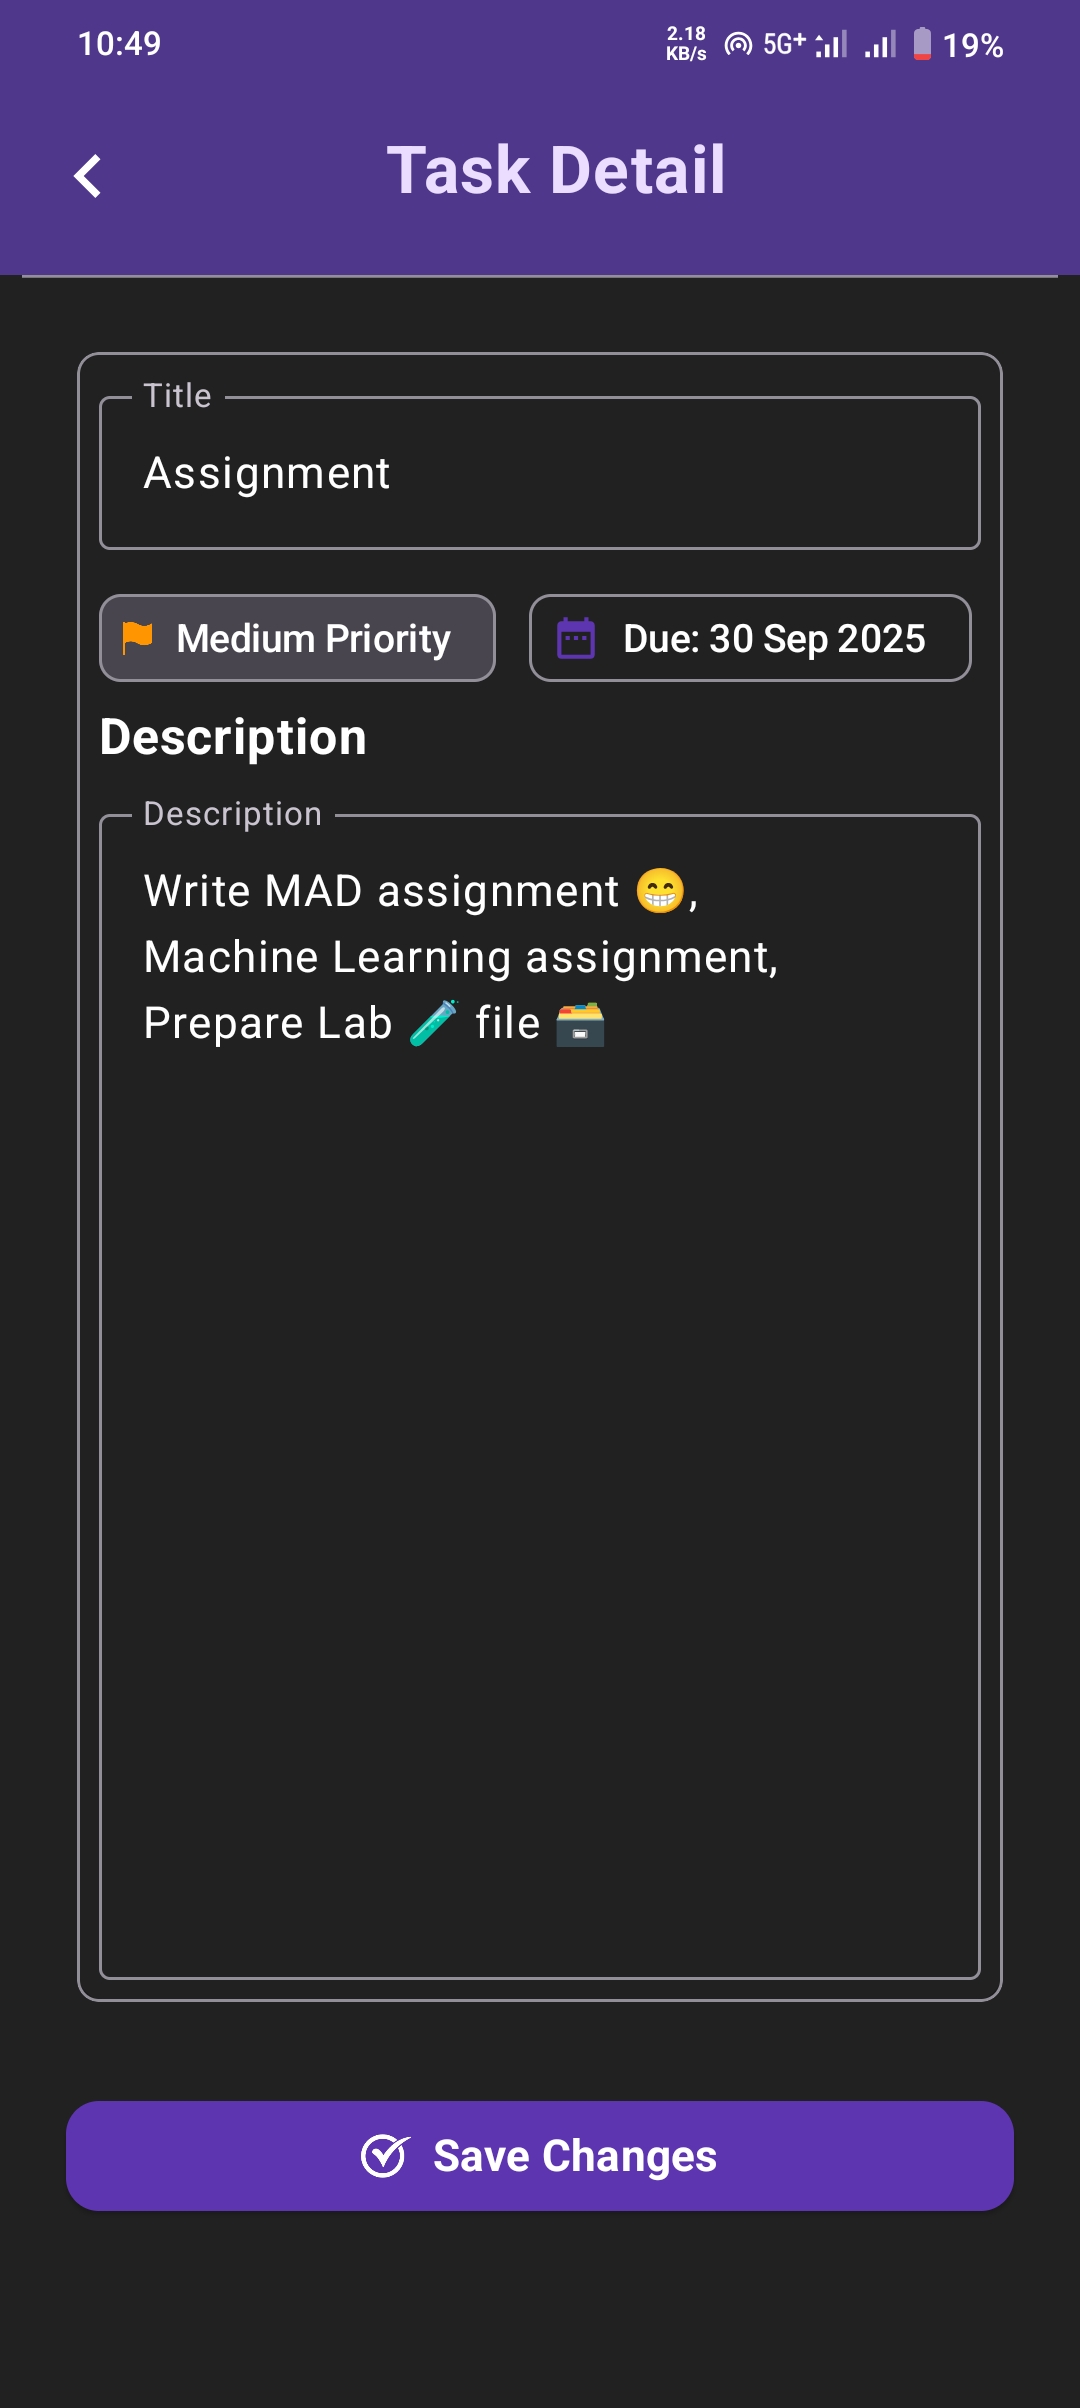 10:49 2.18 KB/s 5G+ 19%
Task Detail
Title
Assignment
Medium Priority Due: 30 Sep 2025
Description
Description
Write MAD assignment 😁,
Machine Learning assignment,
Prepare Lab 🧪 file 🗃️
Save Changes